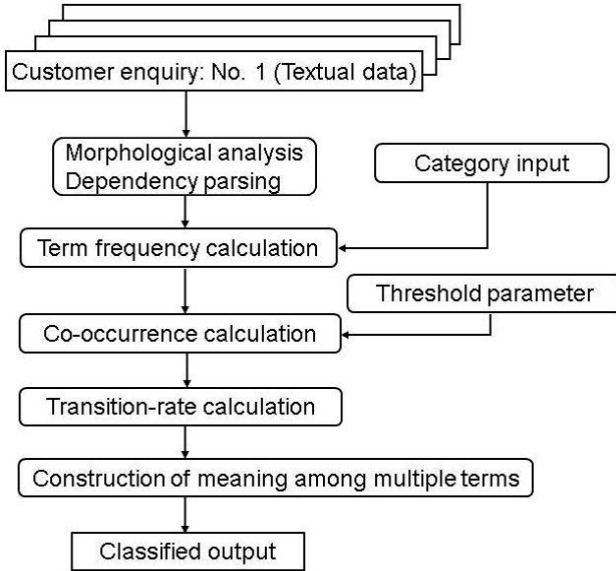 Customer enquiry: No. 1 (Textual data)
Morphological analysis
Dependency parsing
Category input
Term frequency calculation
Threshold parameter
Co-occurrence calculation
Transition-rate calculation
Construction of meaning among multiple terms
Classified output